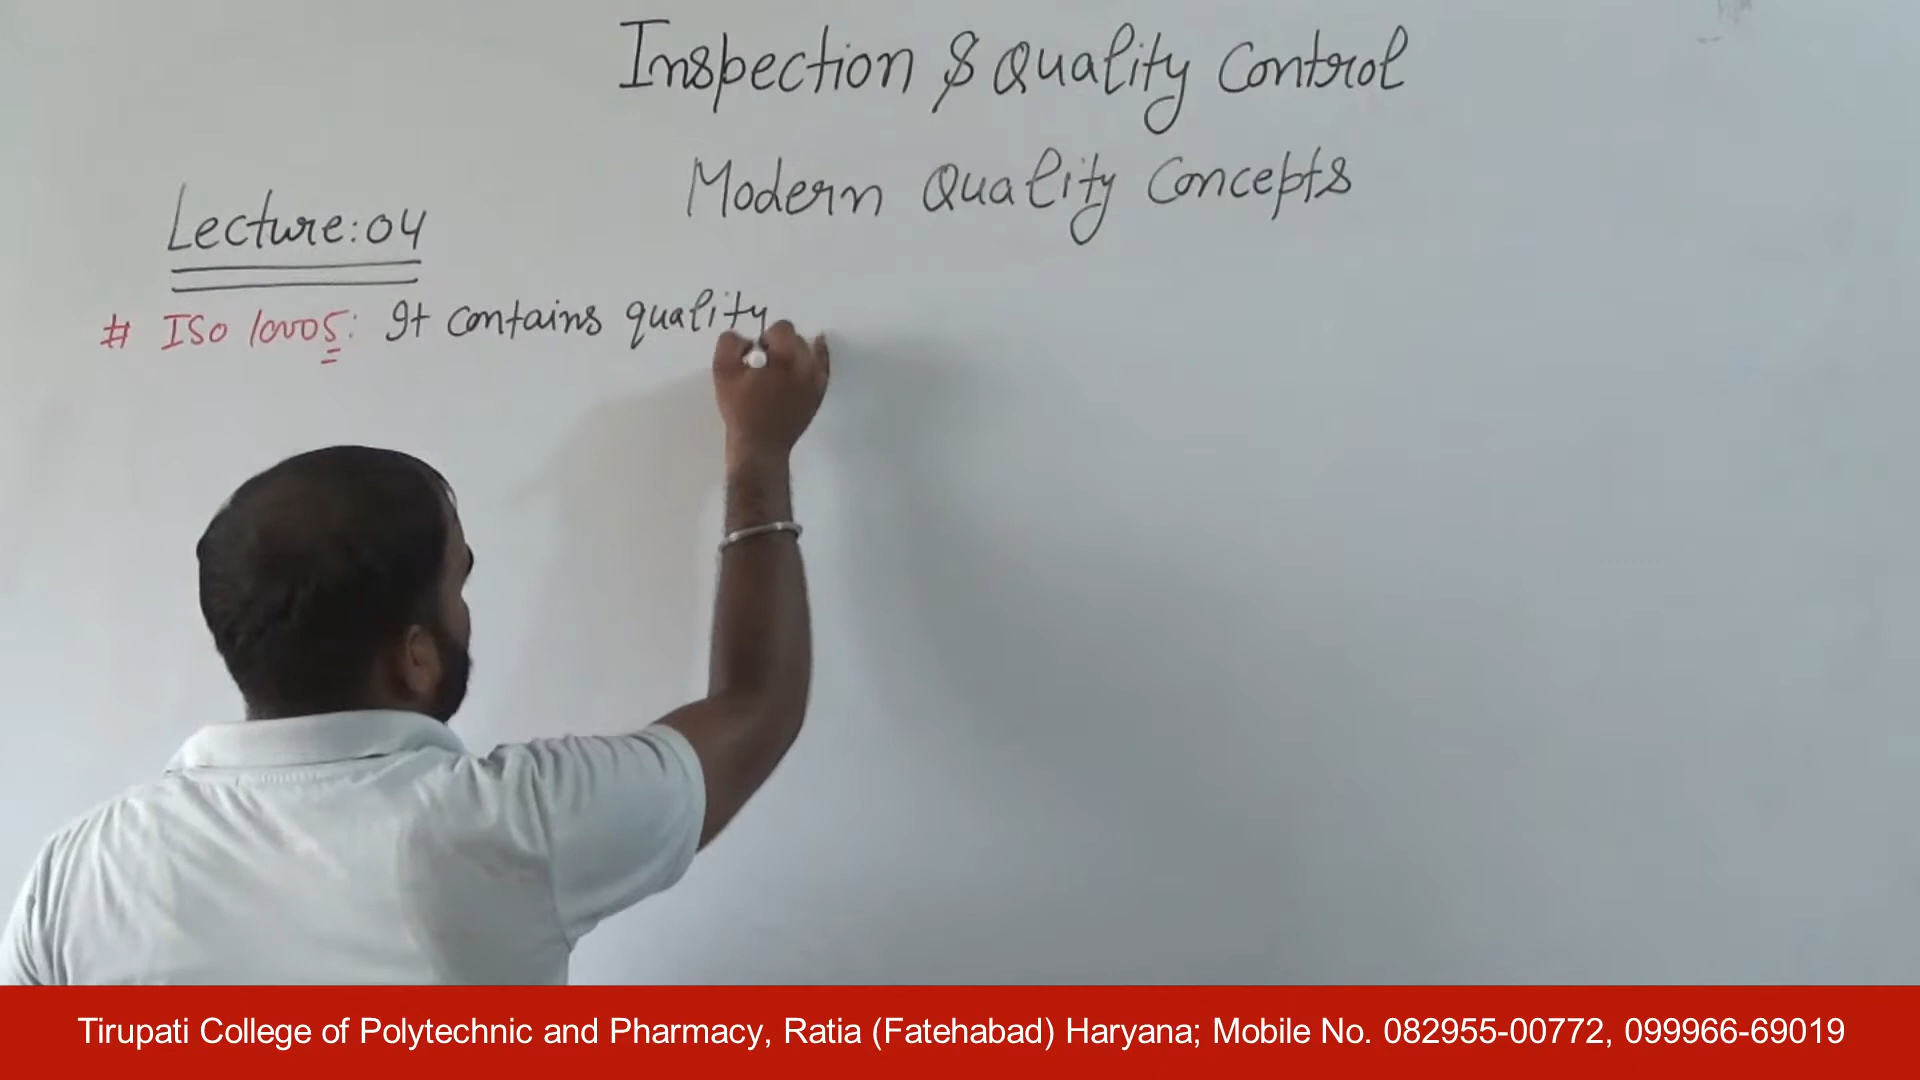 Inspection & Quality Control
Modern Quality Concepts
Lecture:04
# ISO 10005: It contains quality
Tirupati College of Polytechnic and Pharmacy, Ratia (Fatehabad) Haryana; Mobile No. 082955-00772, 099966-69019